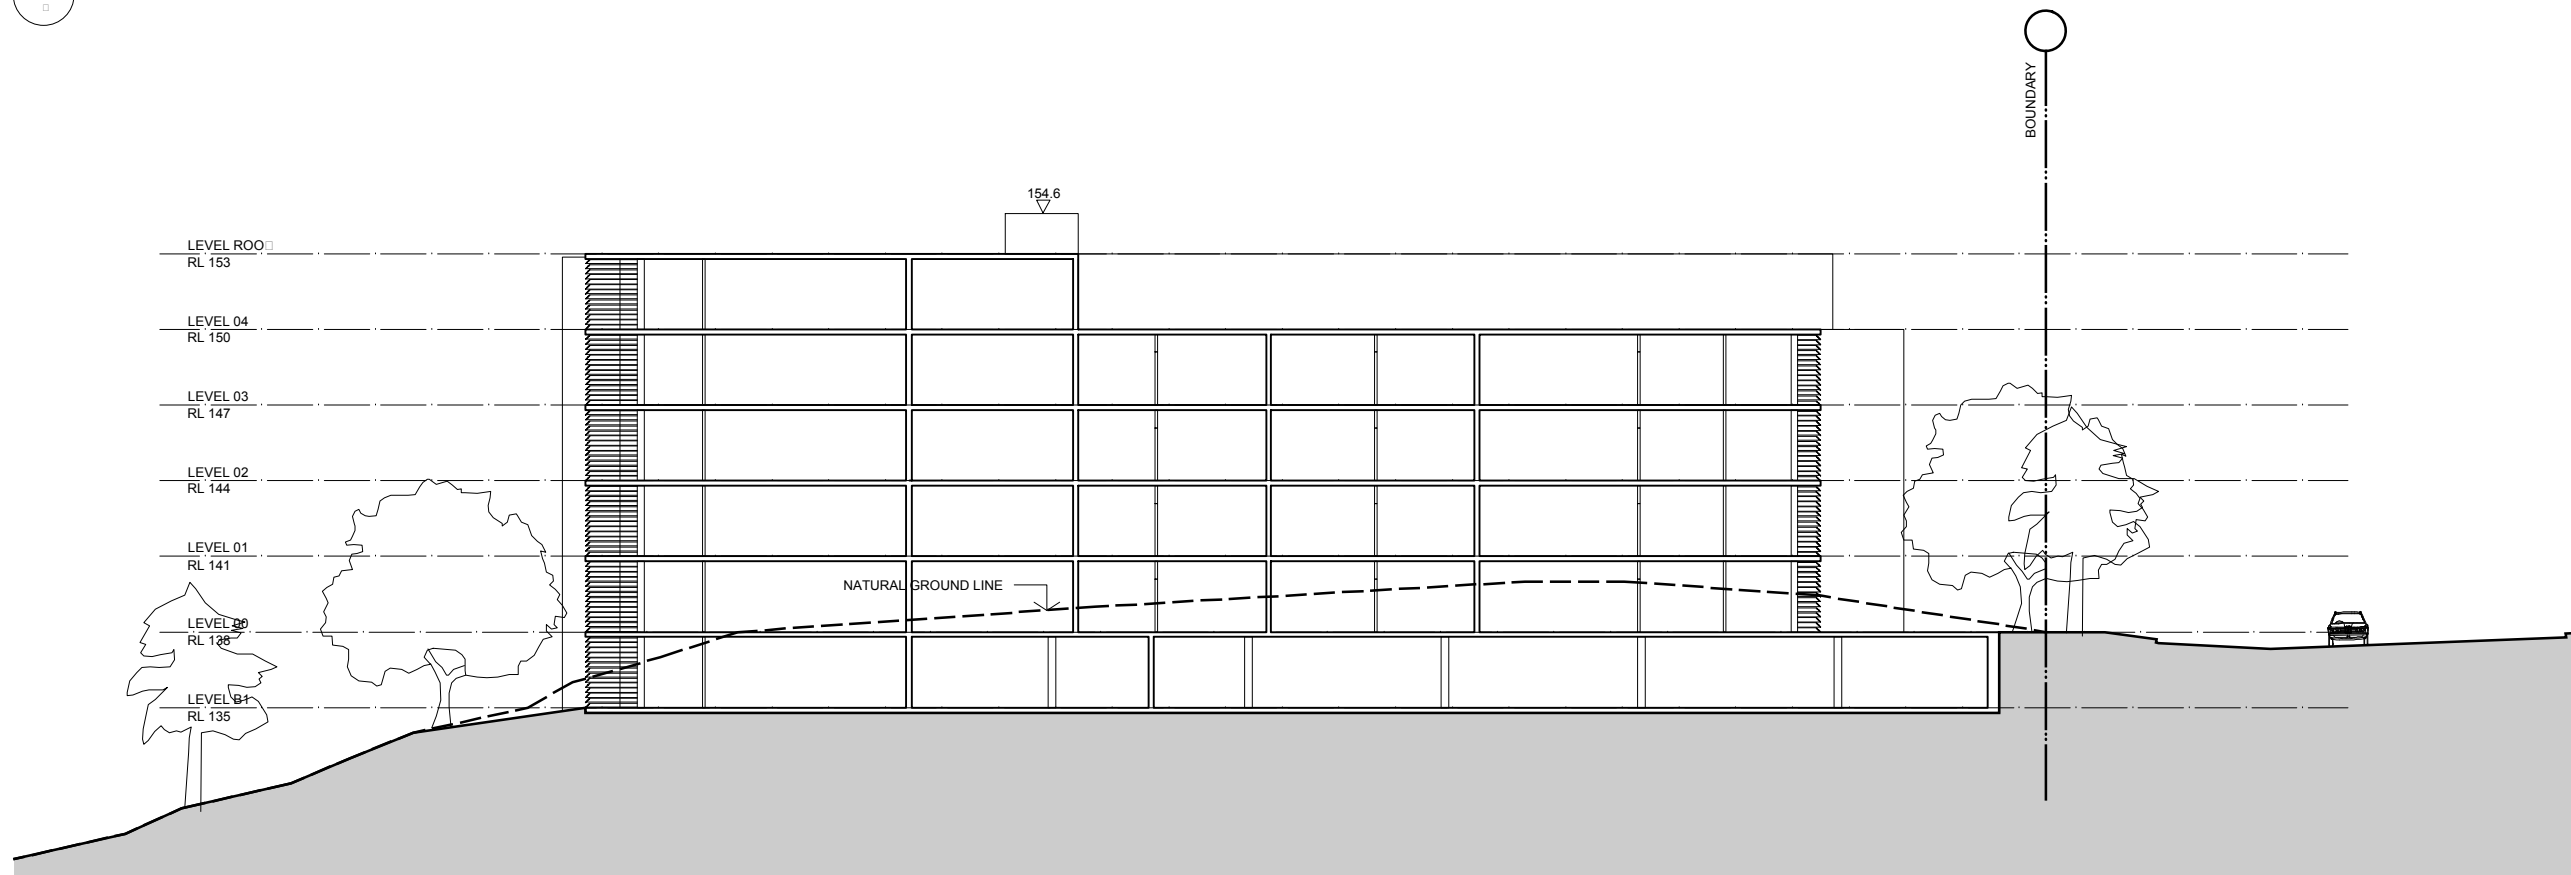 BOUNDARY
154.6
LEVEL ROO
RL 153
LEVEL 04
RL 150
LEVEL 03
RL 147
LEVEL 02
RL 144
LEVEL 01
RL 141
NATURAL GROUND LINE
LEVEL 00
RL 138
LEVEL B1
RL 135